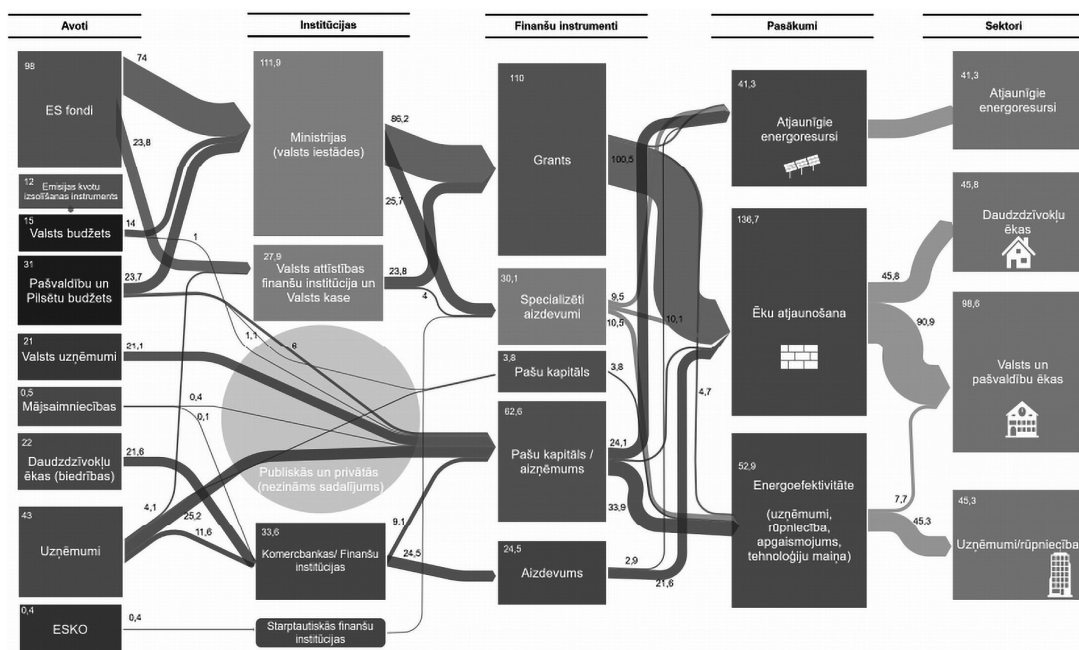 Avoti
Institūcijas
Finanšu instrumenti
Pasākumi
Sektori
98
ES fondi
12
Emisijas kvotu
izsolīšanas instruments
15
Valsts budžets
31
Pašvaldību un
Pilsētu budžets
21
Valsts uzņēmumi
0,5
Mājsaimniecības
22
Daudzdzīvokļu
ēkas (biedrības)
43
Uzņēmumi
0,4
ESKO
74
23,8
14
1
23,7
1,1
6
21,1
0,4
0,1
21,6
4,1
25,2
11,6
0,4
111,9
Ministrijas
(valsts iestādes)
27,9
Valsts attīstības
finanšu institūcija un
Valsts kase
Publiskās un privātās
(nezināms sadalījums)
33,6
Komercbankas/ Finanšu
institūcijas
Starptautiskās finanšu
institūcijas
86,2
25,7
23,8
4
9,1
24,5
110
Grants
30,1
Specializēti
aizdevumi
3,8
Pašu kapitāls
62,6
Pašu kapitāls /
aizņēmums
24,5
Aizdevums
100,5
9,5
10,5
10,1
3,8
4,7
24,1
33,9
2,9
21,6
41,3
Atjaunīgie
energoresursi
136,7
Ēku atjaunošana
52,9
Energoefektivitāte
(uzņēmumi,
rūpniecība,
apgaismojums,
tehnoloģiju maiņa)
45,8
90,9
7,7
45,3
41,3
Atjaunīgie
energoresursi
45,8
Daudzdzīvokļu
ēkas
98,6
Valsts un
pašvaldību ēkas
45,3
Uzņēmumi/rūpniecība